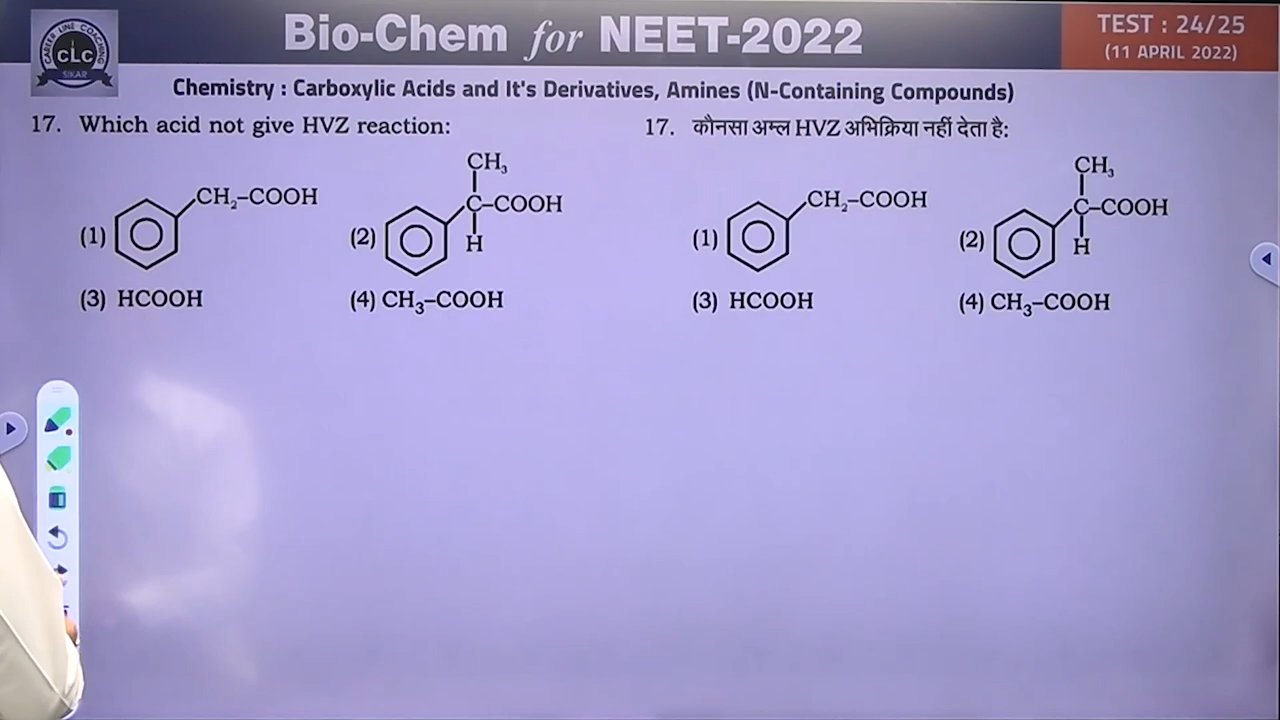 CAREER LINE COACHING
CLC
SIKAR
Bio-Chem for NEET-2022
TEST : 24/25
(11 APRIL 2022)
Chemistry : Carboxylic Acids and It's Derivatives, Amines (N-Containing Compounds)
17. Which acid not give HVZ reaction:
(1) CH₂–COOH
(2) CH₃
C–COOH
H
(3) HCOOH
(4) CH₃–COOH
17. कौनसा अम्ल HVZ अभिक्रिया नहीं देता है:
(1) CH₂–COOH
(2) CH₃
C–COOH
H
(3) HCOOH
(4) CH₃–COOH